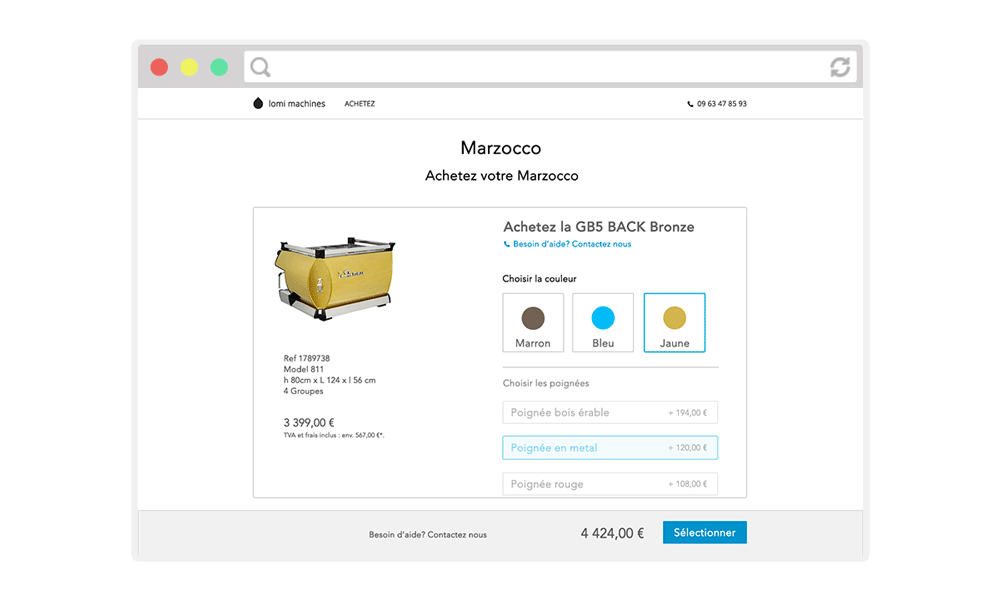 lomi machines ACHETEZ 09 63 47 85 93
Marzocco
Achetez votre Marzocco
Achetez la GB5 BACK Bronze
Besoin d'aide? Contactez nous
Choisir la couleur
Marron Bleu Jaune
Ref 1789738
Model 811
h 80cm x L 124 x l 56 cm
4 Groupes
3 399,00 €
TVA et frais inclus : env. 567,00 €*.
Choisir les poignées
Poignée bois érable + 194,00 €
Poignée en metal + 120,00 €
Poignée rouge + 108,00 €
Besoin d'aide? Contactez nous 4 424,00 € Sélectionner